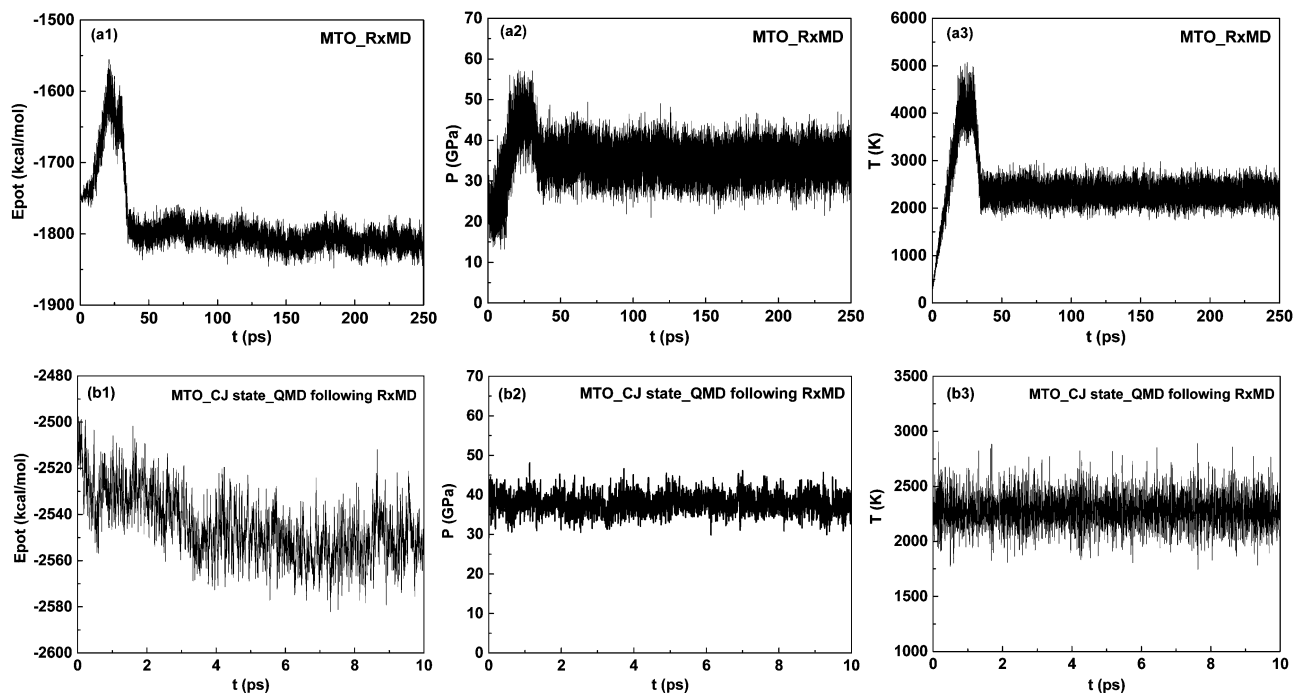 (a1)
MTO_RxMD
Epot (kcal/mol)
-1500
-1600
-1700
-1800
-1900
0 50 100 150 200 250
t (ps)
(a2)
MTO_RxMD
P (GPa)
70
60
50
40
30
20
10
0
0 50 100 150 200 250
t (ps)
(a3)
MTO_RxMD
T (K)
6000
5000
4000
3000
2000
1000
0
0 50 100 150 200 250
t (ps)
(b1)
MTO_CJ state_QMD following RxMD
Epot (kcal/mol)
-2480
-2500
-2520
-2540
-2560
-2580
-2600
0 2 4 6 8 10
t (ps)
(b2)
MTO_CJ state_QMD following RxMD
P (GPa)
70
60
50
40
30
20
10
0
0 2 4 6 8 10
t (ps)
(b3)
MTO_CJ state_QMD following RxMD
T (K)
3500
3000
2500
2000
1500
1000
0 2 4 6 8 10
t (ps)